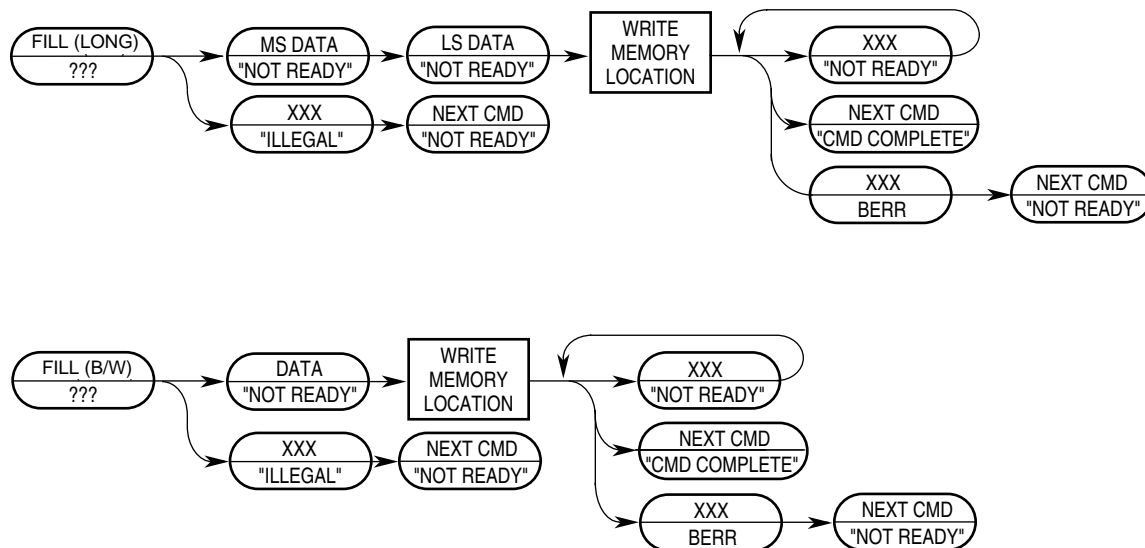 FILL (LONG)
???
MS DATA
"NOT READY"
LS DATA
"NOT READY"
WRITE
MEMORY
LOCATION
XXX
"NOT READY"
XXX
"ILLEGAL"
NEXT CMD
"NOT READY"
NEXT CMD
"CMD COMPLETE"
XXX
BERR
NEXT CMD
"NOT READY"
FILL (B/W)
???
DATA
"NOT READY"
WRITE
MEMORY
LOCATION
XXX
"NOT READY"
XXX
"ILLEGAL"
NEXT CMD
"NOT READY"
NEXT CMD
"CMD COMPLETE"
XXX
BERR
NEXT CMD
"NOT READY"